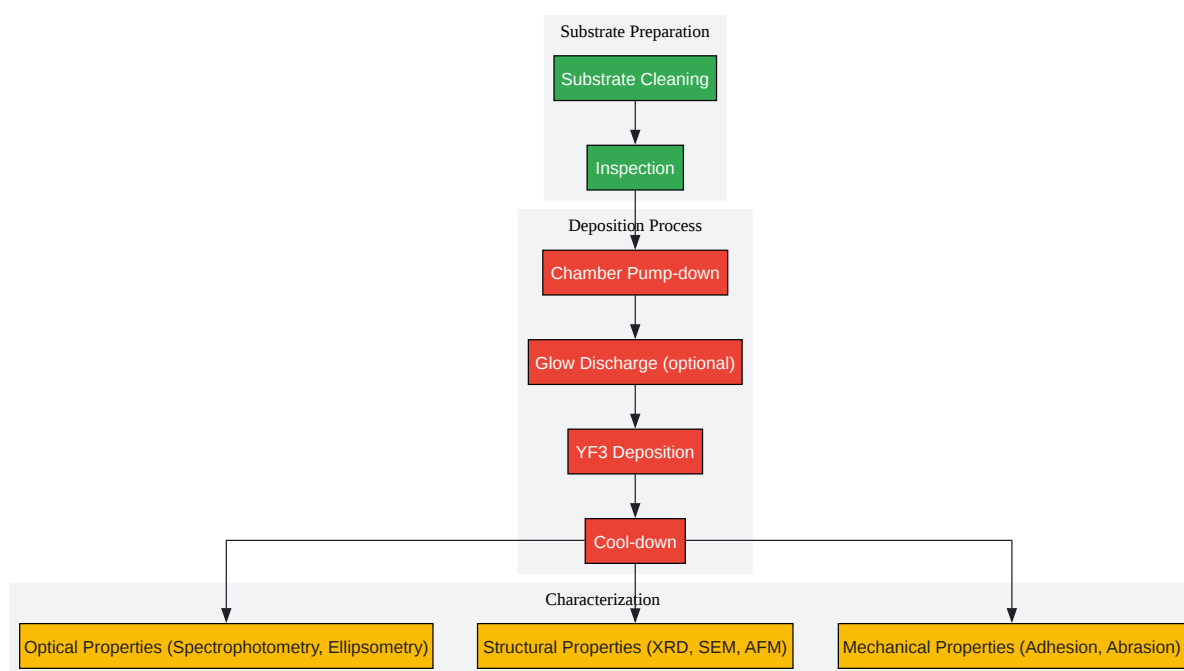 Substrate Preparation
Substrate Cleaning
Inspection
Deposition Process
Chamber Pump-down
Glow Discharge (optional)
YF3 Deposition
Cool-down
Characterization
Optical Properties (Spectrophotometry, Ellipsometry)
Structural Properties (XRD, SEM, AFM)
Mechanical Properties (Adhesion, Abrasion)